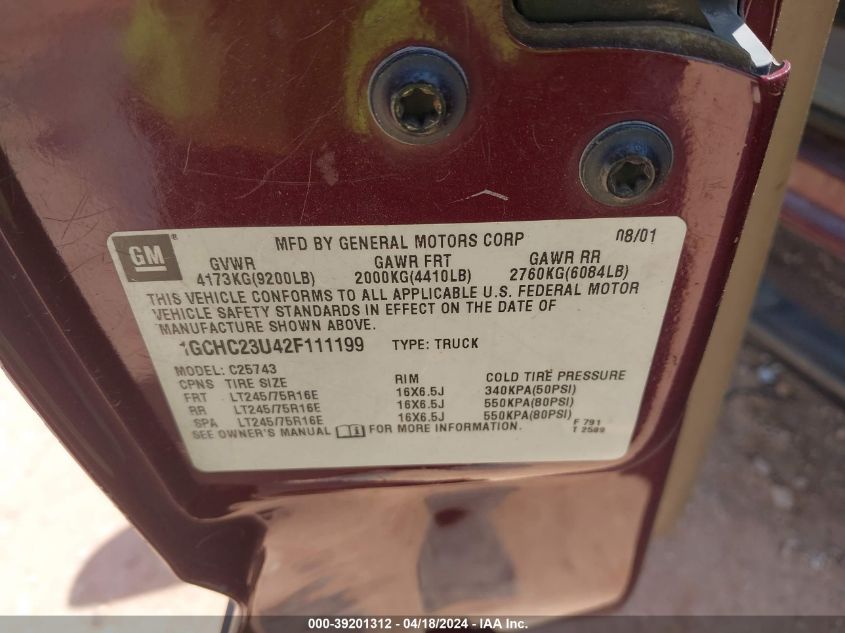 GM®
MFD BY GENERAL MOTORS CORP 08/01
GVWR GAWR FRT GAWR RR
4173KG(9200LB) 2000KG(4410LB) 2760KG(6084LB)
THIS VEHICLE CONFORMS TO ALL APPLICABLE U.S. FEDERAL MOTOR
VEHICLE SAFETY STANDARDS IN EFFECT ON THE DATE OF
MANUFACTURE SHOWN ABOVE.
1GCHC23U42F111199 TYPE: TRUCK
MODEL: C25743
CPNS TIRE SIZE RIM COLD TIRE PRESSURE
FRT LT245/75R16E 16X6.5J 340KPA(50PSI)
RR LT245/75R16E 16X6.5J 550KPA(80PSI)
SPA LT245/75R16E 16X6.5J 550KPA(80PSI)
SEE OWNER'S MANUAL FOR MORE INFORMATION.
F 791
T 2589
000-39201312 | 04/18/2024 - IAA Inc.